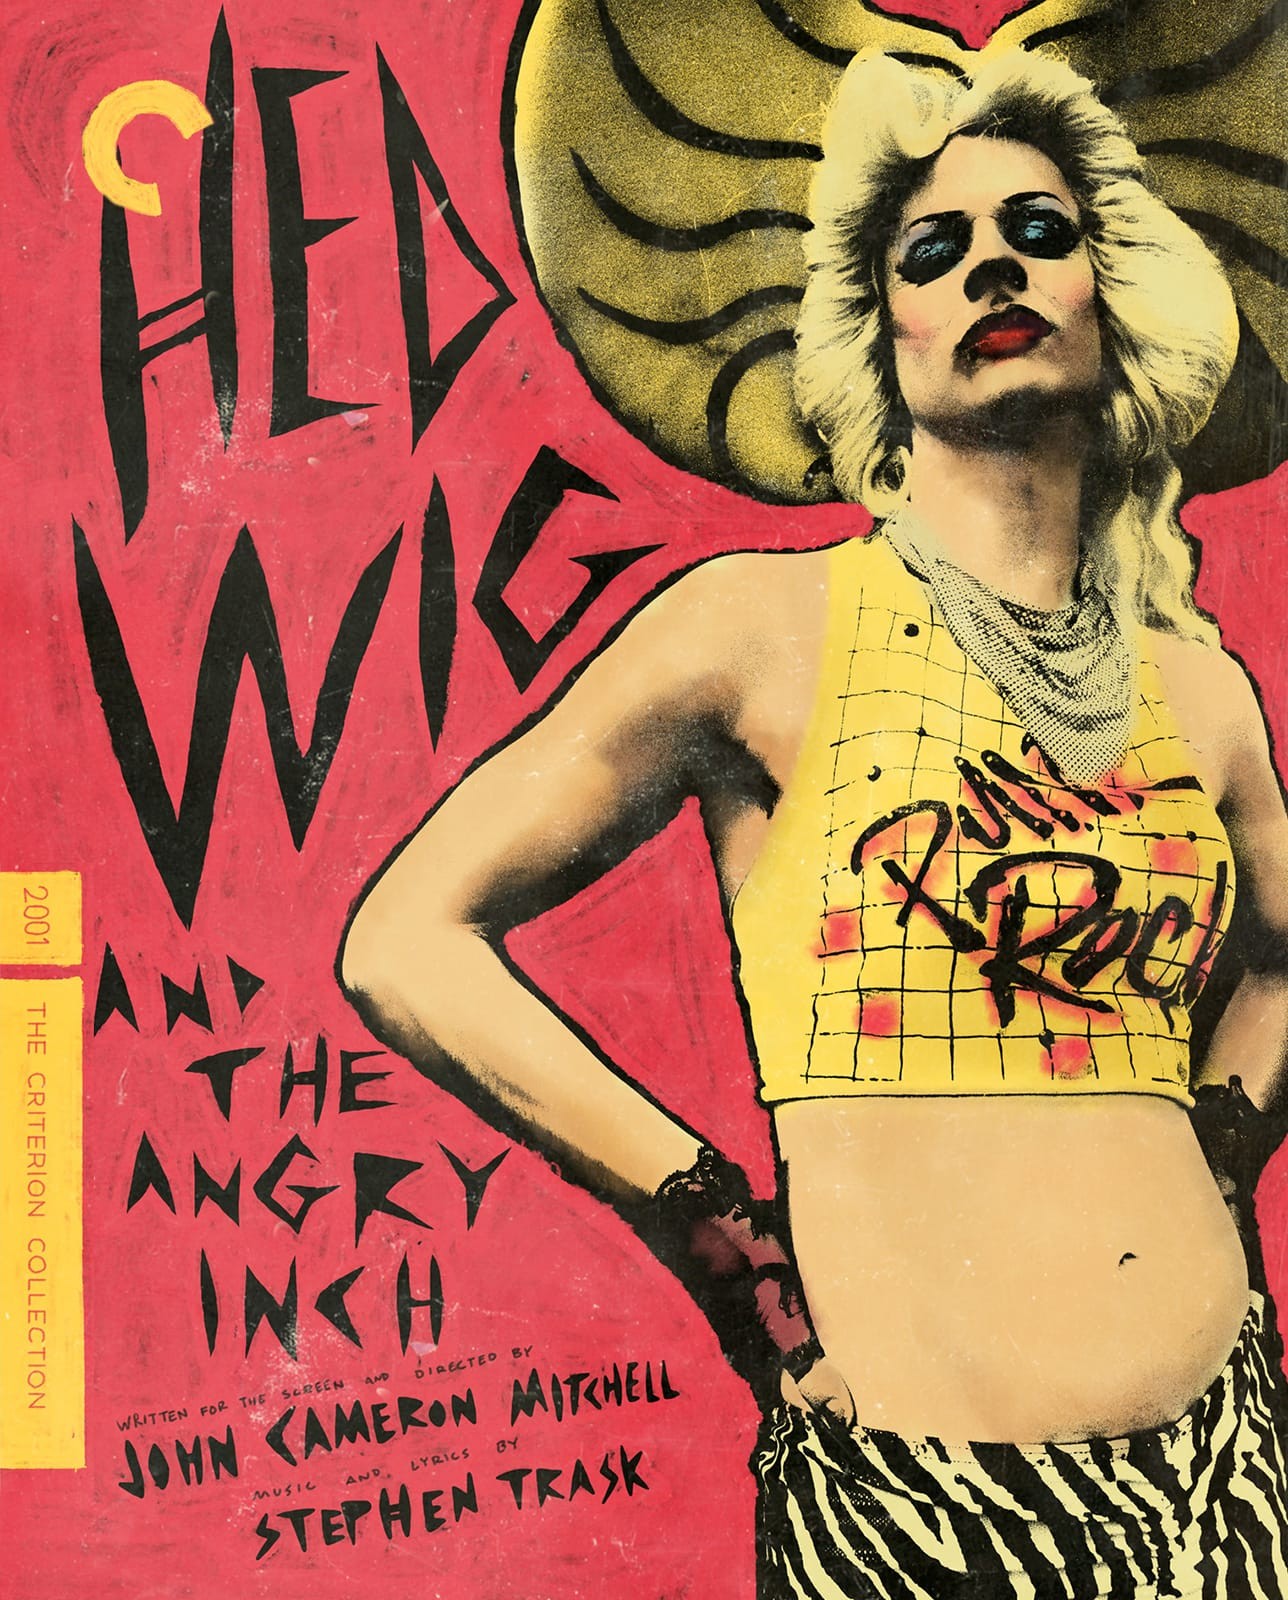 HED
WIG
AND
THE
ANGRY
INCH
WRITTEN FOR THE SCREEN AND DIRECTED BY
JOHN CAMERON MITCHELL
MUSIC AND LYRICS BY
STEPHEN TRASK
2001
THE CRITERION COLLECTION
PUNK
Rock